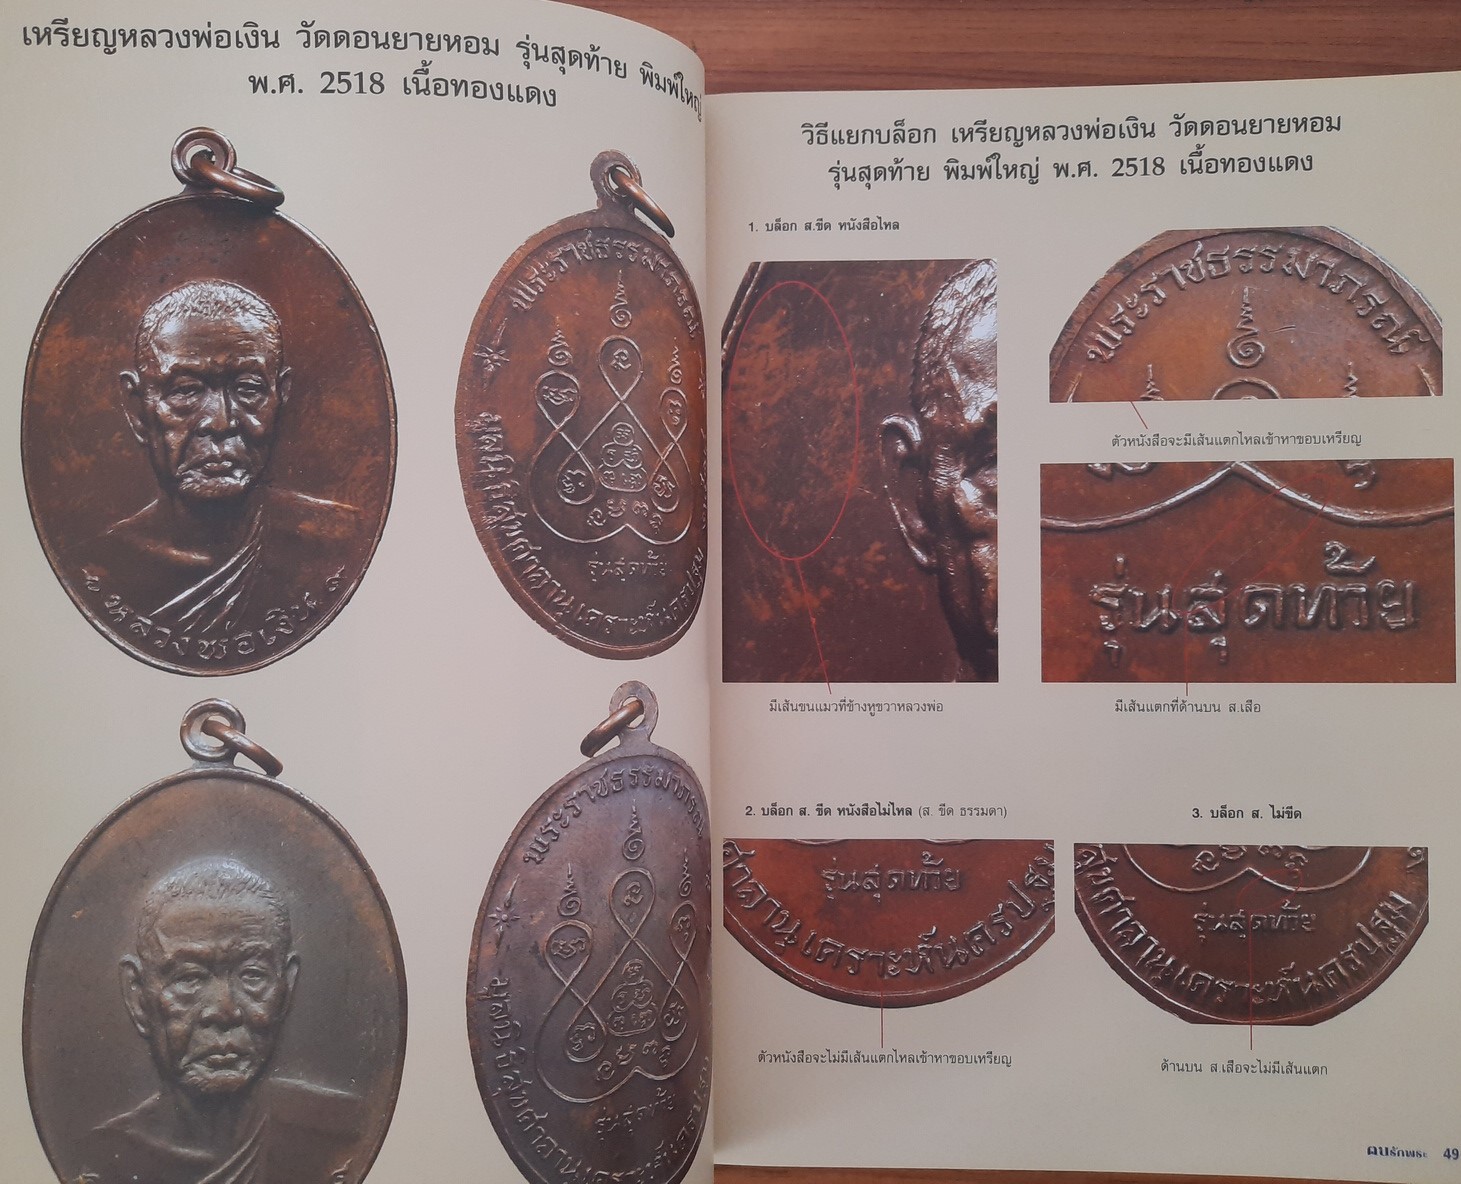 เหรียญหลวงพ่อเงิน วัดดอนยายหอม รุ่นสุดท้าย พิมพ์ใหญ่
พ.ศ. 2518 เนื้อทองแดง
พระราชธรรมาภรณ์
รุ่นสุดท้าย
หลวงพ่อเงิน
พระราชธรรมาภรณ์
รุ่นสุดท้าย
วิธีแยกบล็อก เหรียญหลวงพ่อเงิน วัดดอนยายหอม
รุ่นสุดท้าย พิมพ์ใหญ่ พ.ศ. 2518 เนื้อทองแดง
1. บล็อก ส.ขีด หนังสือไหล
พระราชธรรมาภรณ์
ตัวหนังสือจะมีเส้นแตกไหลเข้าหาขอบเหรียญ
รุ่นสุดท้าย
มีเส้นขนแมวที่ข้างหูขวาหลวงพ่อ
มีเส้นแตกที่ด้านบน ส.เสือ
2. บล็อก ส. ขีด หนังสือไม่ไหล (ส. ขีด ธรรมดา)
3. บล็อก ส. ไม่ขีด
รุ่นสุดท้าย
รุ่นสุดท้าย
ตัวหนังสือจะไม่มีเส้นแตกไหลเข้าหาขอบเหรียญ
ด้านบน ส.เสือจะไม่มีเส้นแตก
คนรักพระ 49